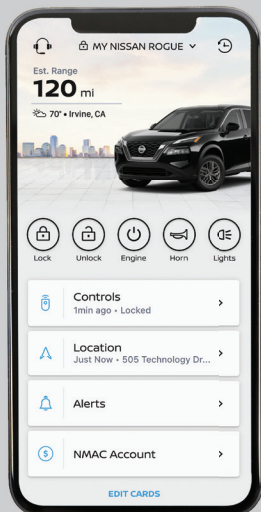 MY NISSAN ROGUE
Est. Range
120 mi
70° • Irvine, CA
Lock
Unlock
Engine
Horn
Lights
Controls
1min ago • Locked
Location
Just Now • 505 Technology Dr...
Alerts
$
NMAC Account
EDIT CARDS